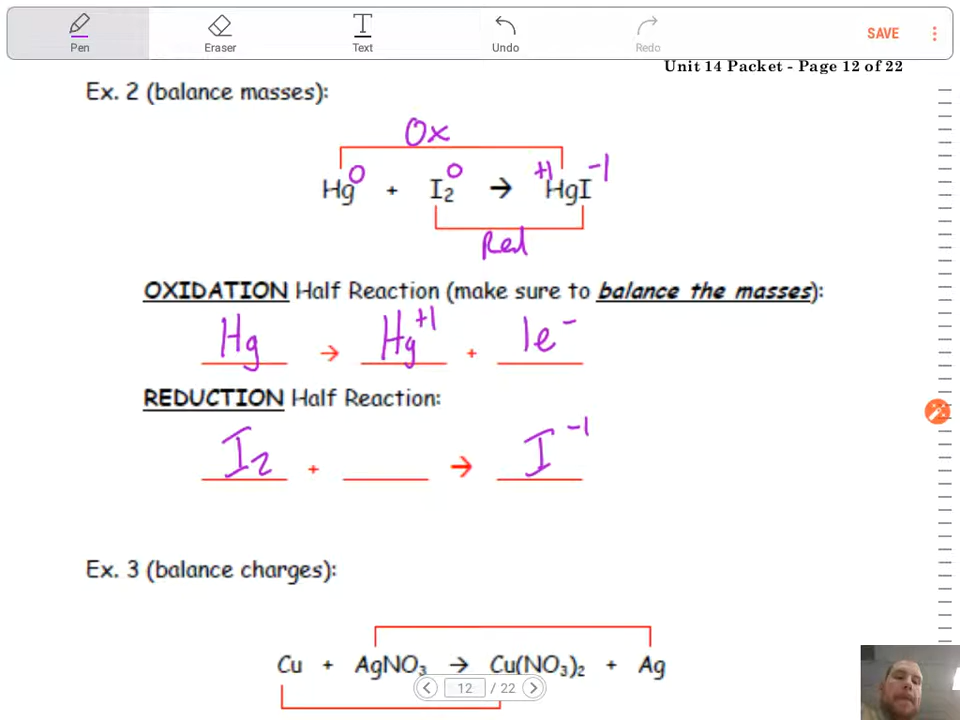 Pen Eraser Text Undo Redo SAVE
Unit 14 Packet - Page 12 of 22
Ex. 2 (balance masses):
Ox
Hg⁰ + I₂⁰ → ⁺¹HgI⁻¹
Red
OXIDATION Half Reaction (make sure to balance the masses):
Hg → Hg⁺¹ + 1e⁻
REDUCTION Half Reaction:
I₂ + ____ → I⁻¹
Ex. 3 (balance charges):
Cu + AgNO₃ → Cu(NO₃)₂ + Ag
12 / 22